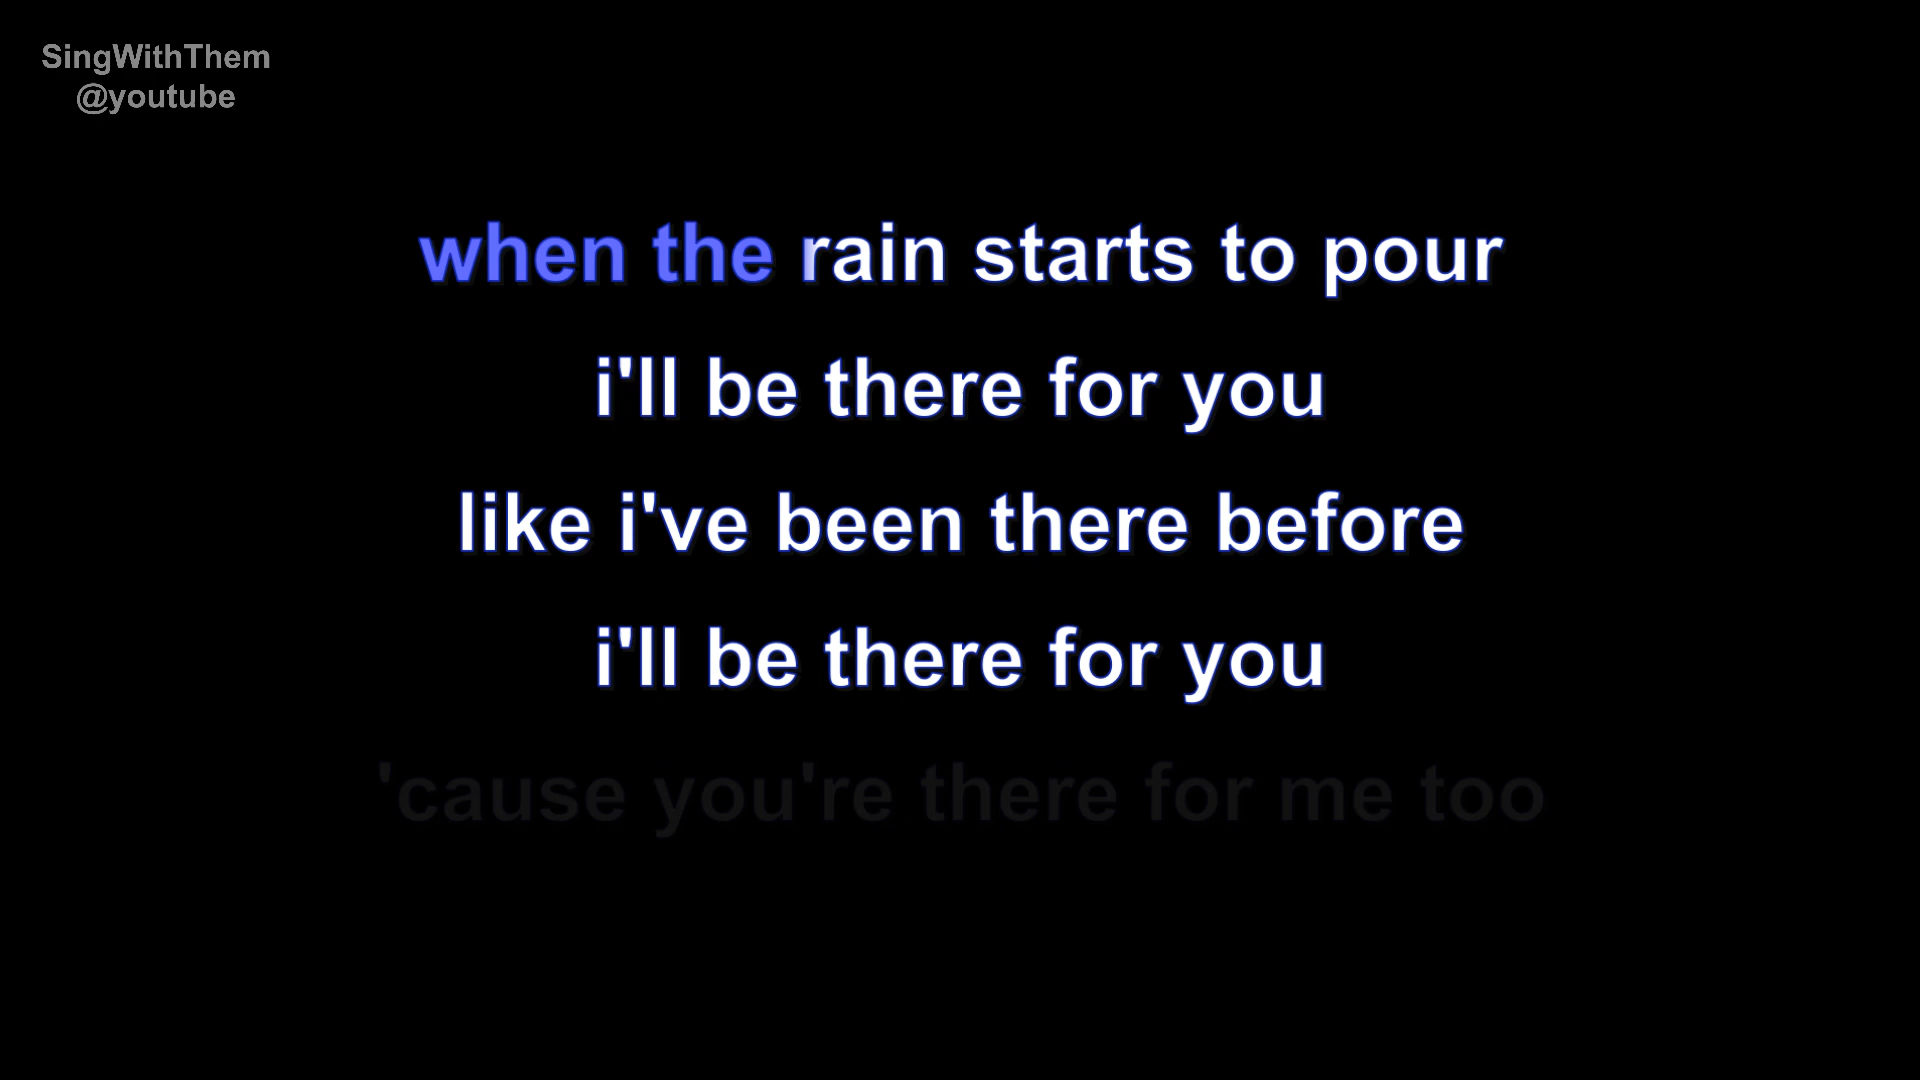 SingWithThem
@youtube
when the rain starts to pour
i'll be there for you
like i've been there before
i'll be there for you
'cause you're there for me too